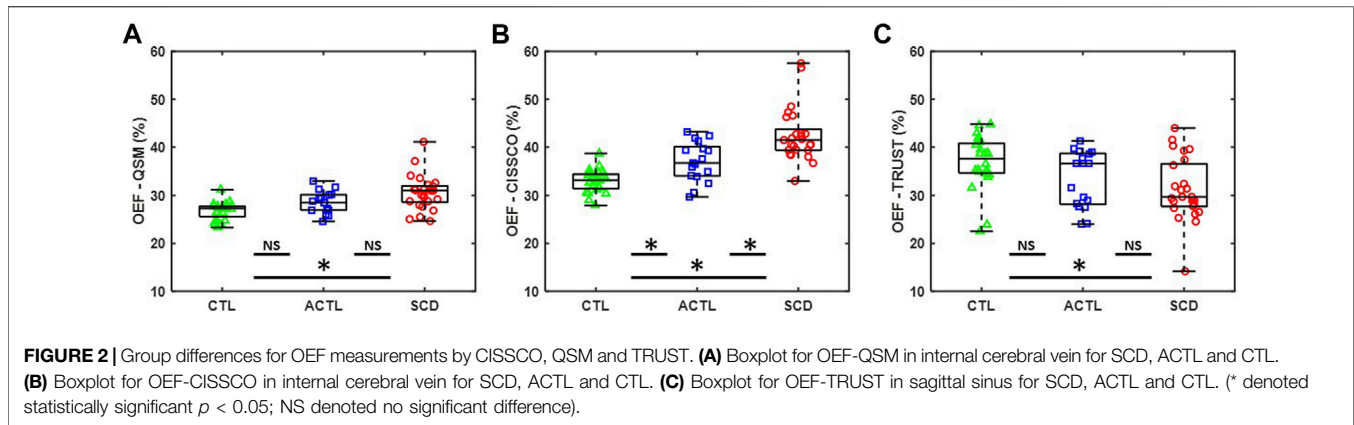 A
B
C
60
50
40
30
20
10
OEF - QSM (%)
NS
NS
*
CTL
ACTL
SCD
60
50
40
30
20
10
OEF - CISSCO (%)
*
*
*
CTL
ACTL
SCD
60
50
40
30
20
10
OEF - TRUST (%)
NS
NS
*
CTL
ACTL
SCD
FIGURE 2 | Group differences for OEF measurements by CISSCO, QSM and TRUST. (A) Boxplot for OEF-QSM in internal cerebral vein for SCD, ACTL and CTL.
(B) Boxplot for OEF-CISSCO in internal cerebral vein for SCD, ACTL and CTL. (C) Boxplot for OEF-TRUST in sagittal sinus for SCD, ACTL and CTL. (* denoted
statistically significant p < 0.05; NS denoted no significant difference).